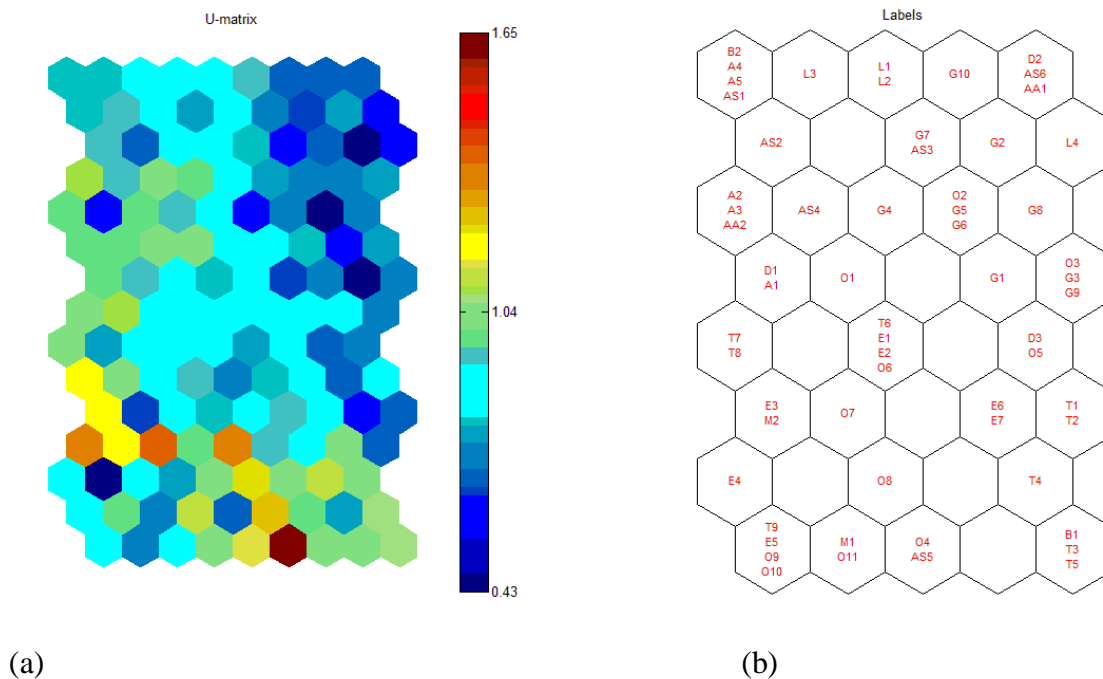 U-matrix
1.65
1.04
0.43
(a)
Labels
B2
A4
A5
AS1
L3
L1
L2
G10
D2
AS6
AA1
AS2
G7
AS3
G2
L4
A2
A3
AA2
AS4
G4
O2
G5
G6
G8
D1
A1
O1
G1
O3
G3
G9
T7
T8
T6
E1
E2
O6
D3
O5
E3
M2
O7
E6
E7
T1
T2
E4
O8
T4
T9
E5
O9
O10
M1
O11
O4
AS5
B1
T3
T5
(b)